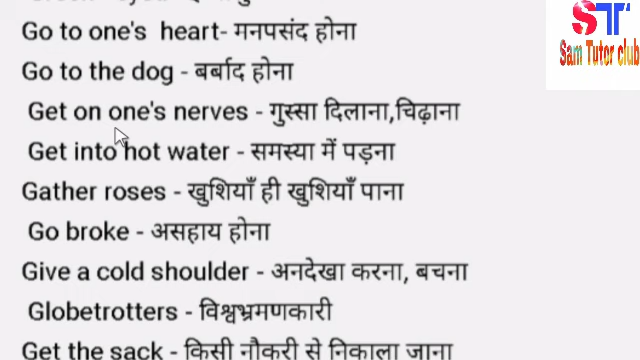 ST
Sam Tutor club
Go to one's heart- मनपसंद होना
Go to the dog - बर्बाद होना
Get on one's nerves - गुस्सा दिलाना,चिढ़ाना
Get into hot water - समस्या में पड़ना
Gather roses - खुशियाँ ही खुशियाँ पाना
Go broke - असहाय होना
Give a cold shoulder - अनदेखा करना, बचना
Globetrotters - विश्वभ्रमणकारी
Get the sack - किसी नौकरी से निकाला जाना